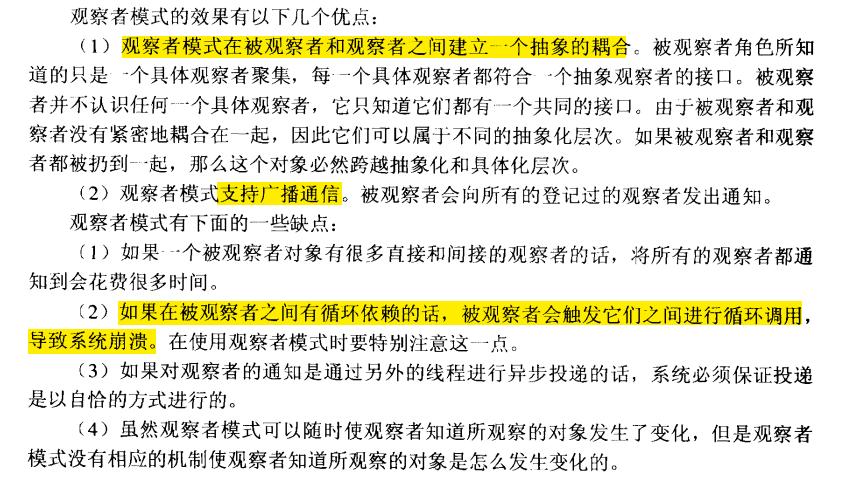 观察者模式的效果有以下几个优点：
（1）观察者模式在被观察者和观察者之间建立一个抽象的耦合。被观察者角色所知
道的只是一个具体观察者聚集，每一个具体观察者都符合一个抽象观察者的接口。被观察
者并不认识任何一个具体观察者，它只知道它们都有一个共同的接口。由于被观察者和观
察者没有紧密地耦合在一起，因此它们可以属于不同的抽象化层次。如果被观察者和观察
者都被扔到一起，那么这个对象必然跨越抽象化和具体化层次。
（2）观察者模式支持广播通信。被观察者会向所有的登记过的观察者发出通知。
观察者模式有下面的一些缺点：
（1）如果一个被观察者对象有很多直接和间接的观察者的话，将所有的观察者都通
知到会花费很多时间。
（2）如果在被观察者之间有循环依赖的话，被观察者会触发它们之间进行循环调用，
导致系统崩溃。在使用观察者模式时要特别注意这一点。
（3）如果对观察者的通知是通过另外的线程进行异步投递的话，系统必须保证投递
是以自恰的方式进行的。
（4）虽然观察者模式可以随时使观察者知道所观察的对象发生了变化，但是观察者
模式没有相应的机制使观察者知道所观察的对象是怎么发生变化的。